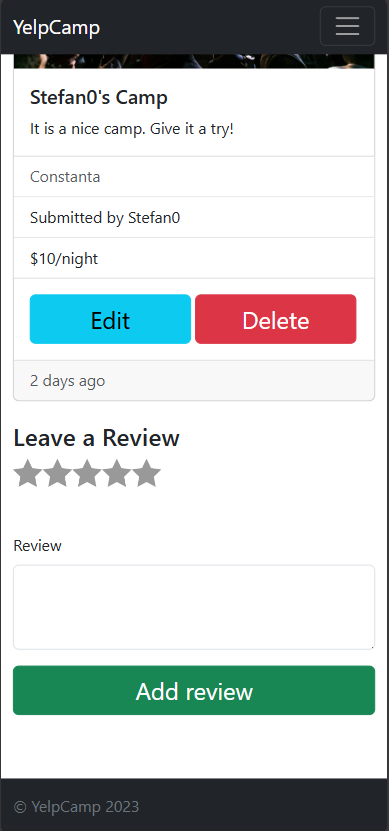 YelpCamp
Stefan0's Camp
It is a nice camp. Give it a try!
Constanta
Submitted by Stefan0
$10/night
Edit Delete
2 days ago
Leave a Review
Review
Add review
© YelpCamp 2023